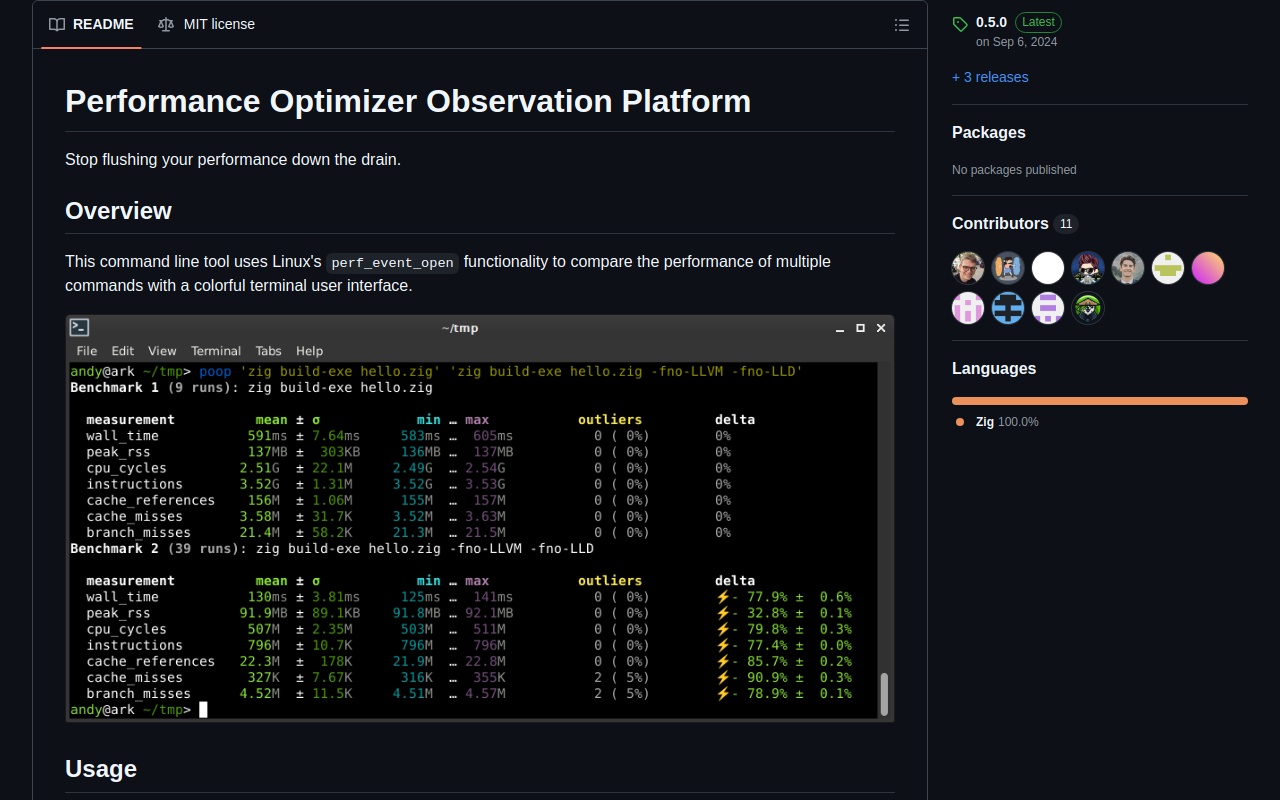 README MIT license
Performance Optimizer Observation Platform
Stop flushing your performance down the drain.
Overview
This command line tool uses Linux's perf_event_open functionality to compare the performance of multiple
commands with a colorful terminal user interface.
~/tmp
File Edit View Terminal Tabs Help
andy@ark ~/tmp> poop 'zig build-exe hello.zig' 'zig build-exe hello.zig -fno-LLVM -fno-LLD'
Benchmark 1 (9 runs): zig build-exe hello.zig
measurement mean ± σ min … max outliers delta
wall_time 591ms ± 7.64ms 583ms … 605ms 0 ( 0%) 0%
peak_rss 137MB ± 303KB 136MB … 137MB 0 ( 0%) 0%
cpu_cycles 2.51G ± 22.1M 2.49G … 2.54G 0 ( 0%) 0%
instructions 3.52G ± 1.31M 3.52G … 3.53G 0 ( 0%) 0%
cache_references 156M ± 1.06M 155M … 157M 0 ( 0%) 0%
cache_misses 3.58M ± 31.7K 3.52M … 3.63M 0 ( 0%) 0%
branch_misses 21.4M ± 58.2K 21.3M … 21.5M 0 ( 0%) 0%
Benchmark 2 (39 runs): zig build-exe hello.zig -fno-LLVM -fno-LLD
measurement mean ± σ min … max outliers delta
wall_time 130ms ± 3.81ms 125ms … 141ms 0 ( 0%) ⚡- 77.9% ± 0.6%
peak_rss 91.9MB ± 89.1KB 91.8MB … 92.1MB 0 ( 0%) ⚡- 32.8% ± 0.1%
cpu_cycles 507M ± 2.35M 503M … 511M 0 ( 0%) ⚡- 79.8% ± 0.3%
instructions 796M ± 10.7K 796M … 796M 0 ( 0%) ⚡- 77.4% ± 0.0%
cache_references 22.3M ± 178K 21.9M … 22.8M 0 ( 0%) ⚡- 85.7% ± 0.2%
cache_misses 327K ± 7.67K 316K … 355K 2 ( 5%) ⚡- 90.9% ± 0.3%
branch_misses 4.52M ± 11.5K 4.51M … 4.57M 2 ( 5%) ⚡- 78.9% ± 0.1%
andy@ark ~/tmp>
Usage
0.5.0 Latest
on Sep 6, 2024
+ 3 releases
Packages
No packages published
Contributors 11
Languages
Zig 100.0%